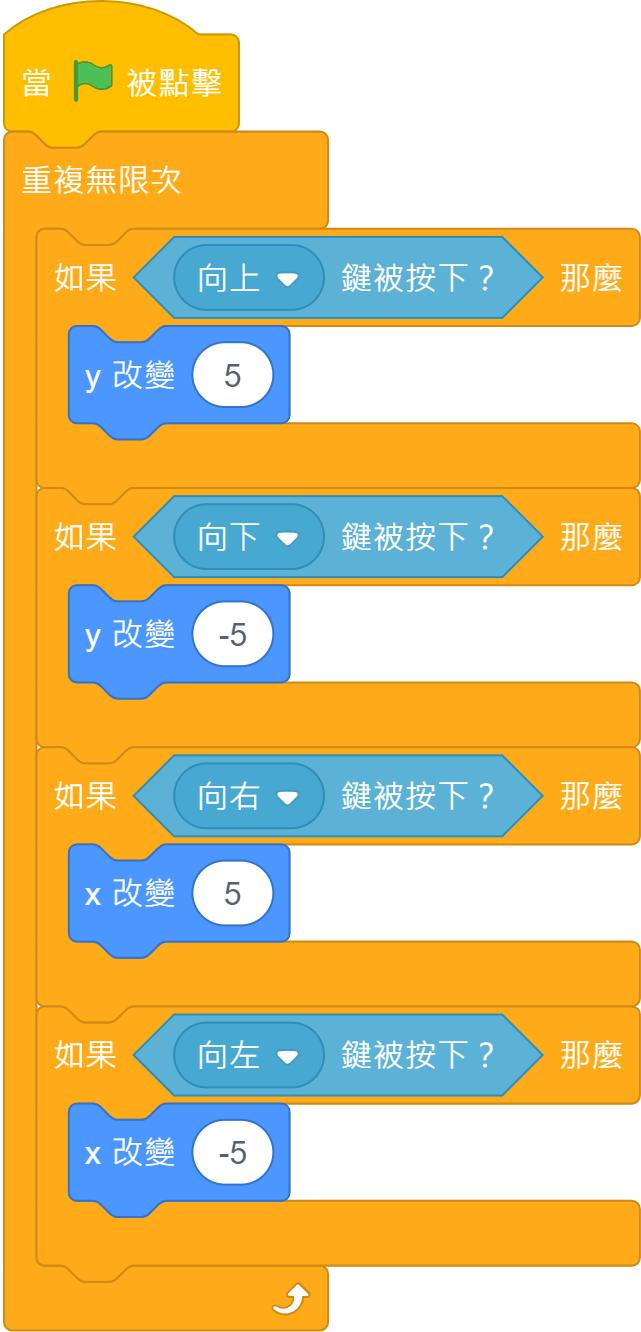 當 被點擊
重複無限次
如果 向上 鍵被按下？ 那麼
y 改變 5
如果 向下 鍵被按下？ 那麼
y 改變 -5
如果 向右 鍵被按下？ 那麼
x 改變 5
如果 向左 鍵被按下？ 那麼
x 改變 -5